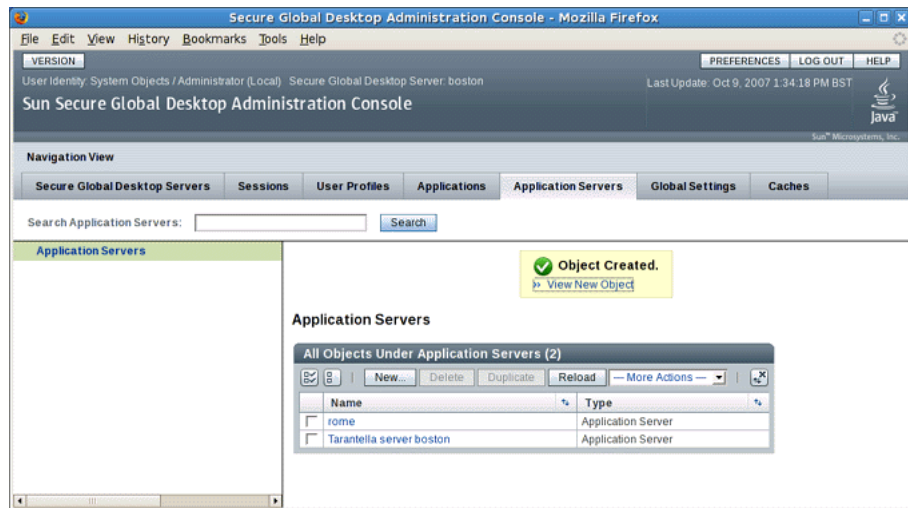 Secure Global Desktop Administration Console - Mozilla Firefox
File Edit View History Bookmarks Tools Help
VERSION PREFERENCES LOG OUT HELP
User Identity: System Objects / Administrator (Local) Secure Global Desktop Server: boston Last Update: Oct 9, 2007 1:34:18 PM BST
Sun Secure Global Desktop Administration Console
Java
Sun™ Microsystems, Inc.
Navigation View
Secure Global Desktop Servers Sessions User Profiles Applications Application Servers Global Settings Caches
Search Application Servers: Search
Application Servers
Object Created.
» View New Object
Application Servers
All Objects Under Application Servers (2)
New... Delete Duplicate Reload — More Actions —
Name Type
rome Application Server
Tarantella server boston Application Server